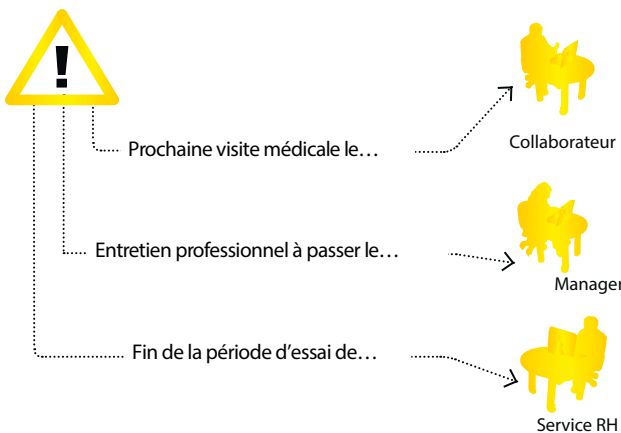 !
Prochaine visite médicale le…
Collaborateur
Entretien professionnel à passer le…
Manager
Fin de la période d’essai de…
Service RH